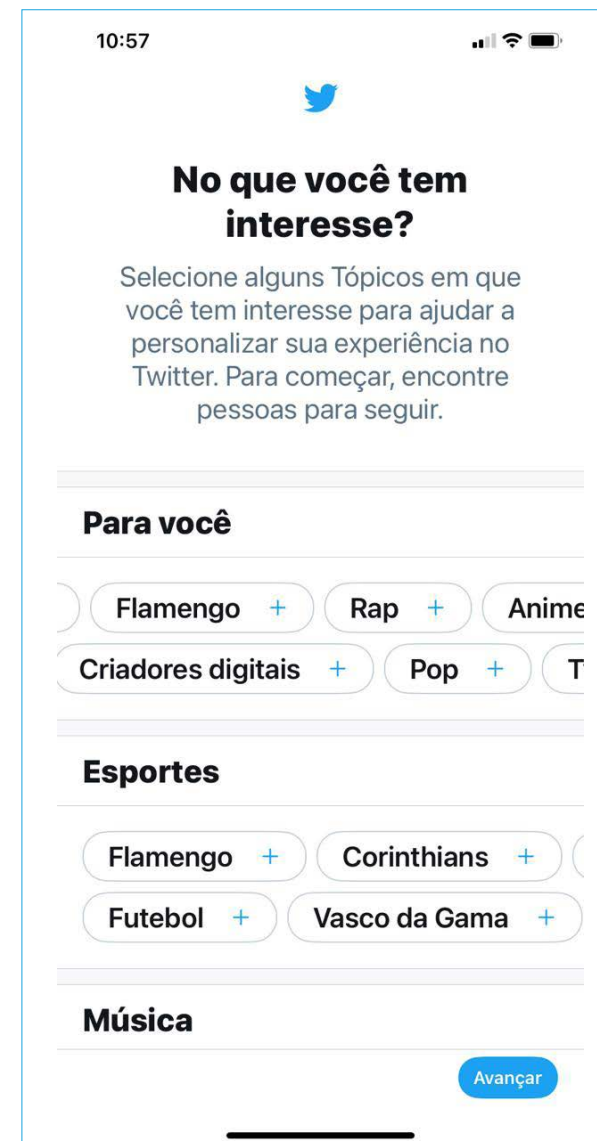 10:57
No que você tem
interesse?
Selecione alguns Tópicos em que
você tem interesse para ajudar a
personalizar sua experiência no
Twitter. Para começar, encontre
pessoas para seguir.
Para você
Flamengo + Rap + Anime
Criadores digitais + Pop +
Esportes
Flamengo + Corinthians +
Futebol + Vasco da Gama +
Música
Avançar